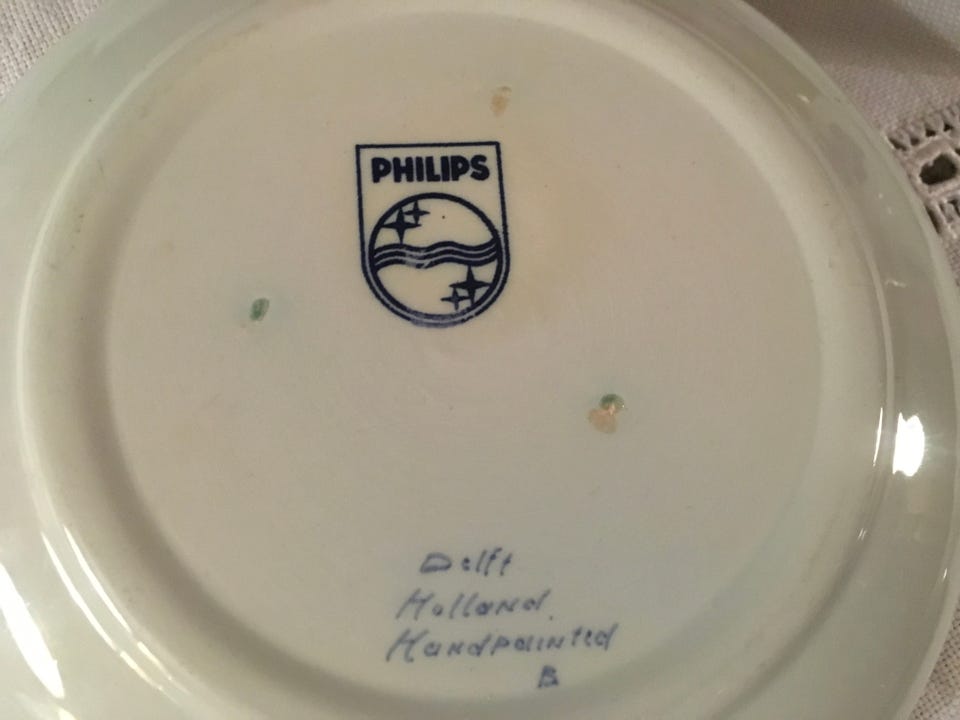 PHILIPS
Delft
Holland.
Handpainted
B